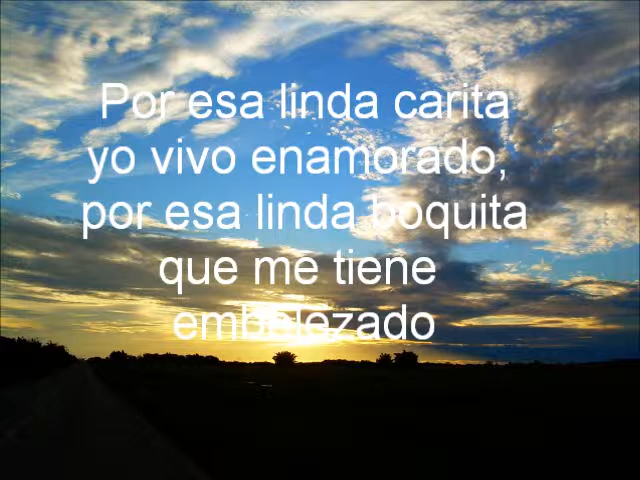 Por esa linda carita
yo vivo enamorado,
por esa linda boquita
que me tiene
embelezado